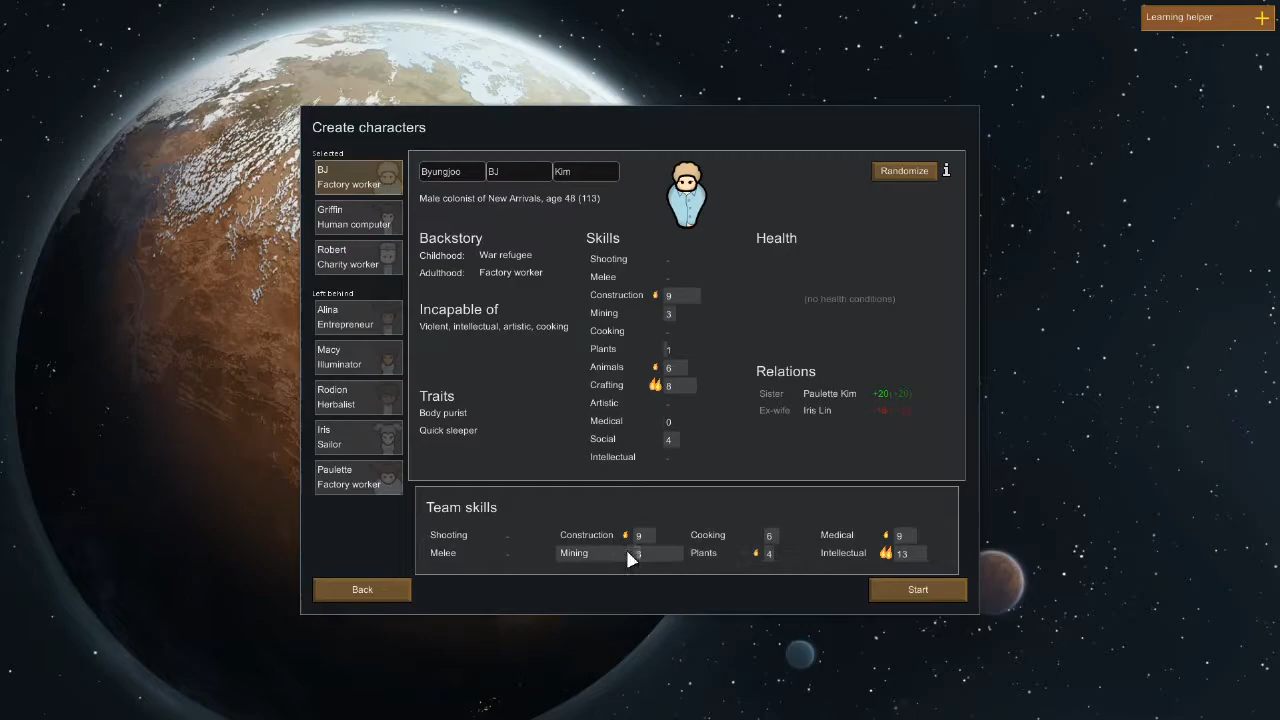 Learning helper
Create characters
Selected
BJ
Factory worker
Griffin
Human computer
Robert
Charity worker
Left behind
Alina
Entrepreneur
Macy
Illuminator
Rodion
Herbalist
Iris
Sailor
Paulette
Factory worker
Byungjoo BJ Kim
Randomize
Male colonist of New Arrivals, age 48 (113)
Backstory
Childhood: War refugee
Adulthood: Factory worker
Incapable of
Violent, intellectual, artistic, cooking
Traits
Body purist
Quick sleeper
Skills
Shooting -
Melee -
Construction 9
Mining 3
Cooking -
Plants 1
Animals 6
Crafting 8
Artistic -
Medical 0
Social 4
Intellectual -
Health
(no health conditions)
Relations
Sister Paulette Kim +20 (+20)
Ex-wife Iris Lin
Team skills
Shooting - Construction 9 Cooking 6 Medical 9
Melee - Mining 3 Plants 4 Intellectual 13
Back
Start